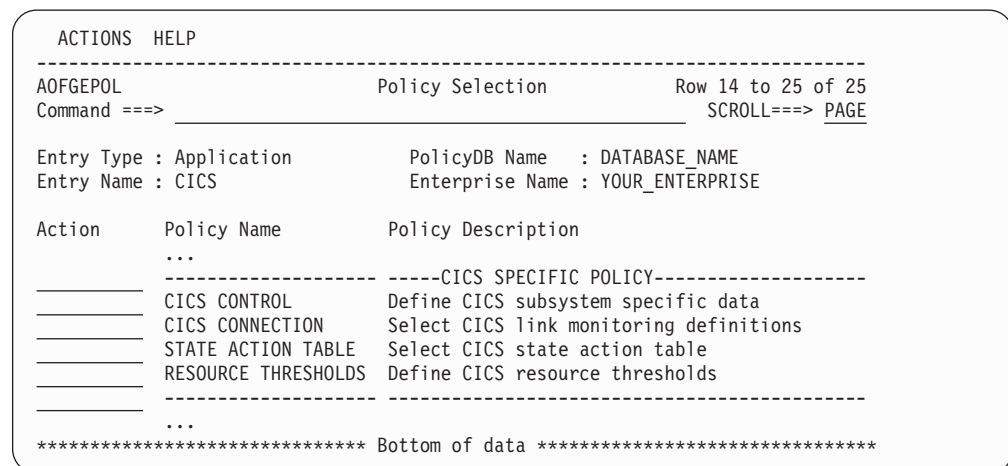 ACTIONS HELP
--------------------------------------------------------------------------------
AOFGEPOL Policy Selection Row 14 to 25 of 25
Command ===> SCROLL===> PAGE
Entry Type : Application PolicyDB Name : DATABASE_NAME
Entry Name : CICS Enterprise Name : YOUR_ENTERPRISE
Action Policy Name Policy Description
...
-------------------- -----CICS SPECIFIC POLICY--------------------
CICS CONTROL Define CICS subsystem specific data
CICS CONNECTION Select CICS link monitoring definitions
STATE ACTION TABLE Select CICS state action table
RESOURCE THRESHOLDS Define CICS resource thresholds
-------------------- ---------------------------------------------
...
******************************* Bottom of data ********************************